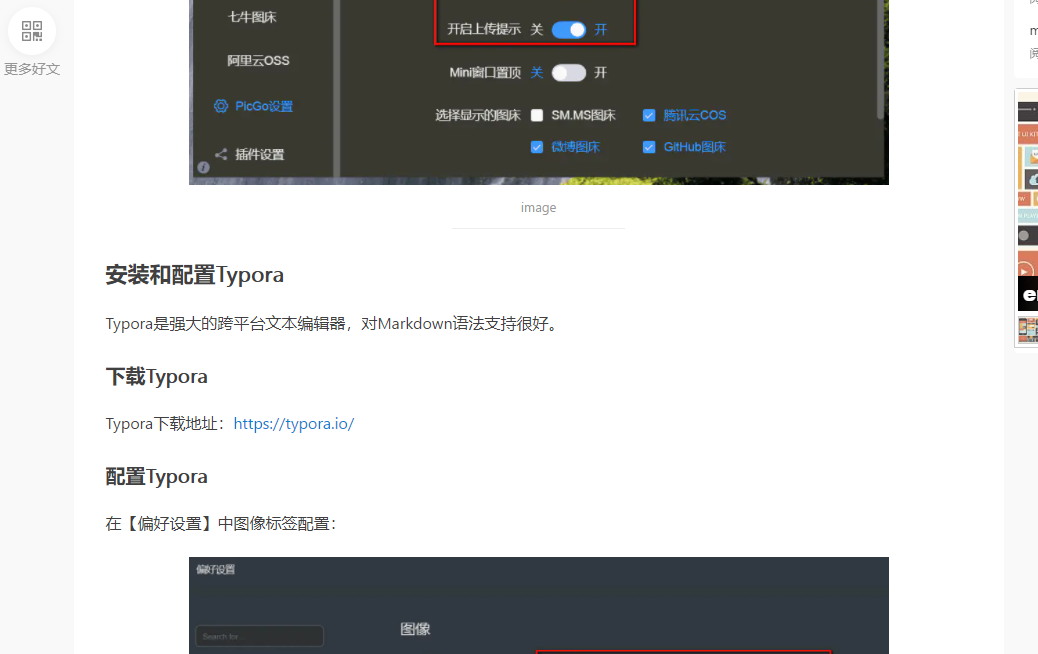 七牛图床
开启上传提示 关 开
更多好文
阿里云OSS
Mini窗口置顶 关 开
PicGo设置
选择显示的图床 SM.MS图床 腾讯云COS
微博图床 GitHub图床
插件设置
image
安装和配置Typora
Typora是强大的跨平台文本编辑器，对Markdown语法支持很好。
下载Typora
Typora下载地址：https://typora.io/
配置Typora
在【偏好设置】中图像标签配置：
偏好设置
图像
Search for...